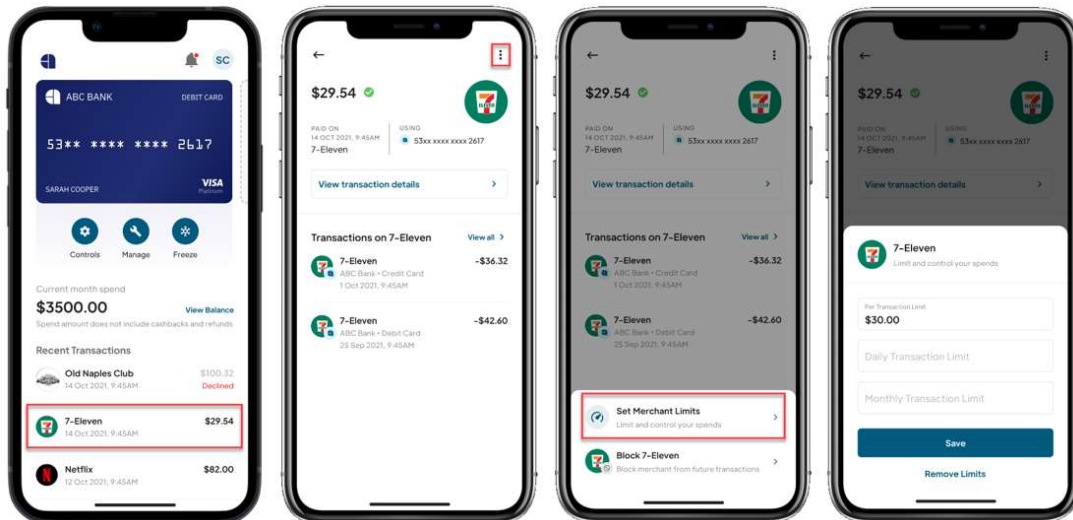 SC
ABC BANK
DEBIT CARD
53** **** **** 2617
SARAH COOPER
VISA
Platinum
Controls
Manage
Freeze
Current month spend
$3500.00
View Balance
Spend amount does not include cashbacks and refunds
Recent Transactions
Old Naples Club
$100.32
14 Oct 2021, 9:45AM
Declined
7-Eleven
$29.54
14 Oct 2021, 9:45AM
Netflix
$82.00
12 Oct 2021, 9:45AM
$29.54
7 ELEVEN
PAID ON
USING
14 OCT 2021, 9:45AM
53xx xxxx xxxx 2617
7-Eleven
View transaction details
Transactions on 7-Eleven
View all
7-Eleven
-$36.32
ABC Bank • Credit Card
1 Oct 2021, 9:45AM
7-Eleven
-$42.60
ABC Bank • Debit Card
25 Sep 2021, 9:45AM
$29.54
7 ELEVEN
PAID ON
USING
14 OCT 2021, 9:45AM
53xx xxxx xxxx 2617
7-Eleven
View transaction details
Transactions on 7-Eleven
View all
7-Eleven
-$36.32
ABC Bank • Credit Card
1 Oct 2021, 9:45AM
7-Eleven
-$42.60
ABC Bank • Debit Card
25 Sep 2021, 9:45AM
Set Merchant Limits
Limit and control your spends
Block 7-Eleven
Block merchant from future transactions
$29.54
7 ELEVEN
PAID ON
USING
14 OCT 2021, 9:45AM
53xx xxxx xxxx 2617
7-Eleven
View transaction details
7-Eleven
Limit and control your spends
Per Transaction Limit
$30.00
Daily Transaction Limit
Monthly Transaction Limit
Save
Remove Limits